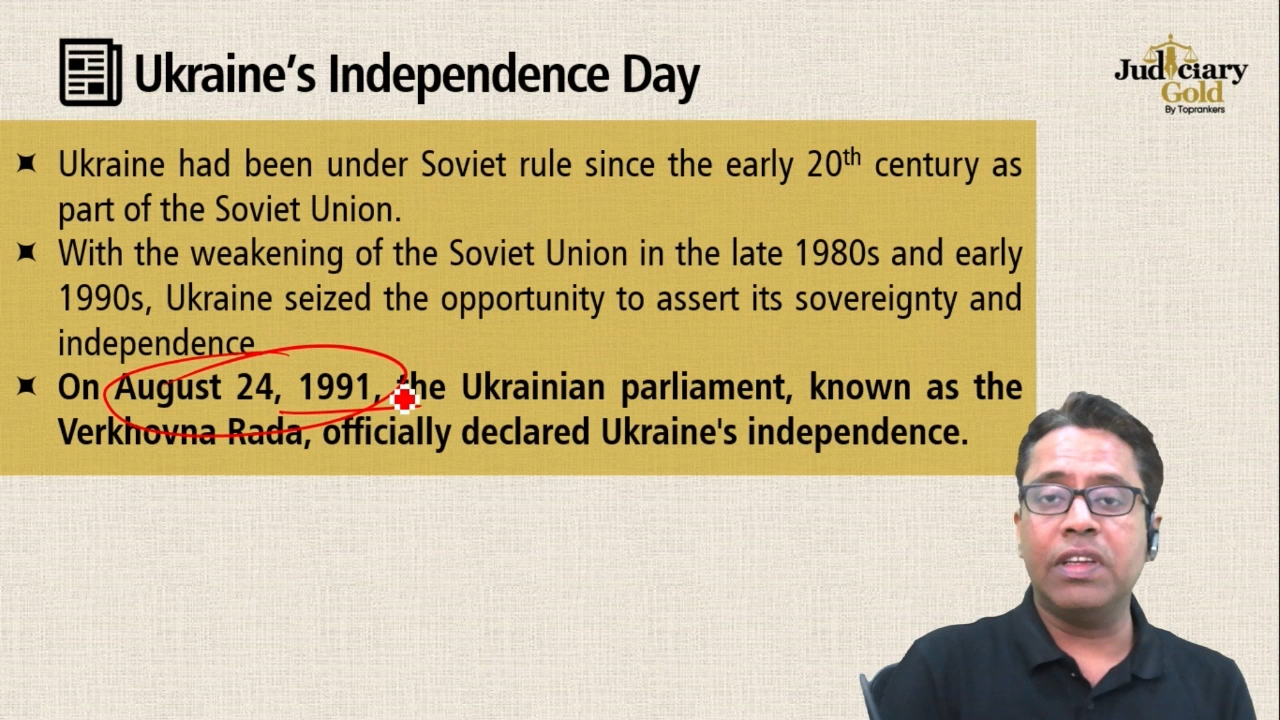 Ukraine’s Independence Day
Judiciary
Gold
By Toprankers
Ukraine had been under Soviet rule since the early 20th century as
part of the Soviet Union.
With the weakening of the Soviet Union in the late 1980s and early
1990s, Ukraine seized the opportunity to assert its sovereignty and
independence.
On August 24, 1991, the Ukrainian parliament, known as the
Verkhovna Rada, officially declared Ukraine's independence.